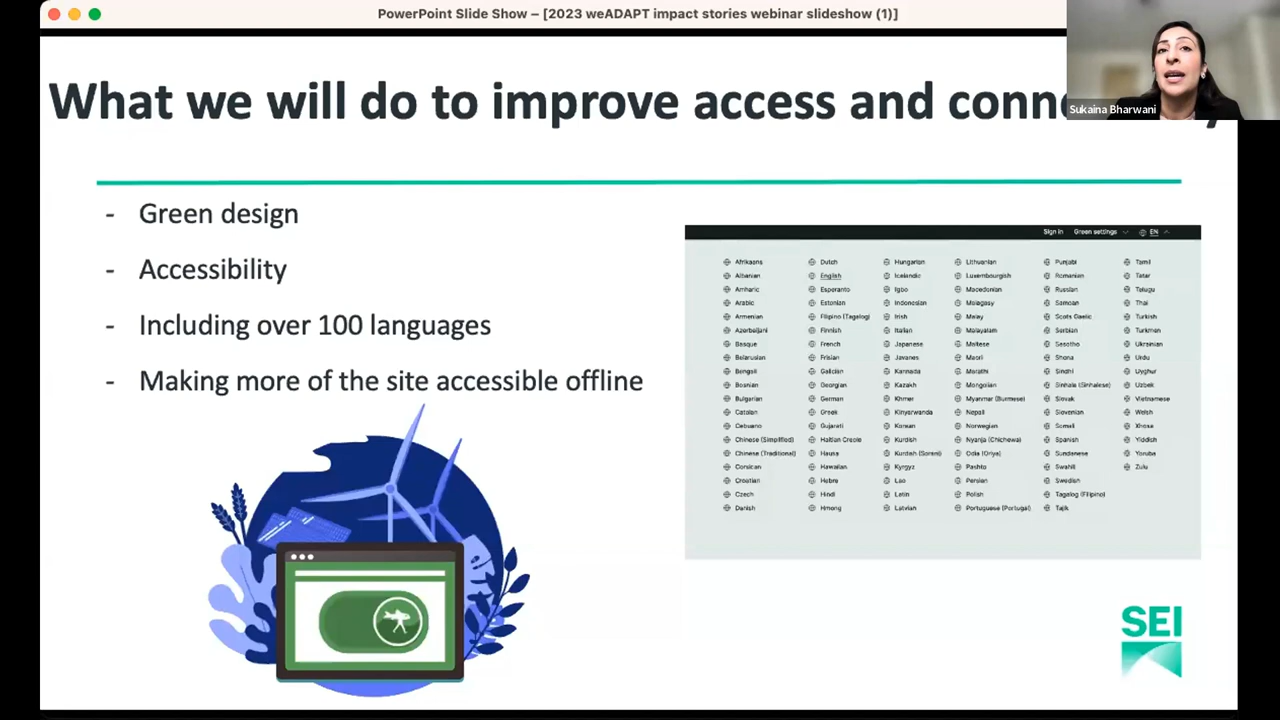 PowerPoint Slide Show – [2023 weADAPT impact stories webinar slideshow (1)]
Sukaina Bharwani
What we will do to improve access and
- Green design
- Accessibility
- Including over 100 languages
- Making more of the site accessible offline
Sign in Green settings EN
Afrikaans
Albanian
Amharic
Arabic
Armenian
Azerbaijani
Basque
Belarusian
Bengali
Bosnian
Bulgarian
Catalan
Cebuano
Chinese (Simplified)
Chinese (Traditional)
Corsican
Croatian
Czech
Danish
Dutch
English
Esperanto
Estonian
Filipino (Tagalog)
Finnish
French
Frisian
Galician
Georgian
German
Greek
Gujarati
Haitian Creole
Hausa
Hawaiian
Hebre
Hindi
Hmong
Hungarian
Icelandic
Igbo
Indonesian
Irish
Italian
Japanese
Javanes
Kannada
Kazakh
Khmer
Kinyarwanda
Korean
Kurdish
Kurdish (Sorani)
Kyrgyz
Lao
Latin
Latvian
Lithuanian
Luxembourgish
Macedonian
Malagasy
Malay
Malayalam
Maltese
Maori
Marathi
Mongolian
Myanmar (Burmese)
Nepali
Norwegian
Nyanja (Chichewa)
Odia (Oriya)
Pashto
Persian
Polish
Portuguese (Portugal)
Punjabi
Romanian
Russian
Samoan
Scots Gaelic
Serbian
Sesotho
Shona
Sindhi
Sinhala (Sinhalese)
Slovak
Slovenian
Somali
Spanish
Sundanese
Swahili
Swedish
Tagalog (Filipino)
Tajik
Tamil
Tatar
Telugu
Thai
Turkish
Turkmen
Ukrainian
Urdu
Uyghur
Uzbek
Vietnamese
Welsh
Xhosa
Yiddish
Yoruba
Zulu
SEI